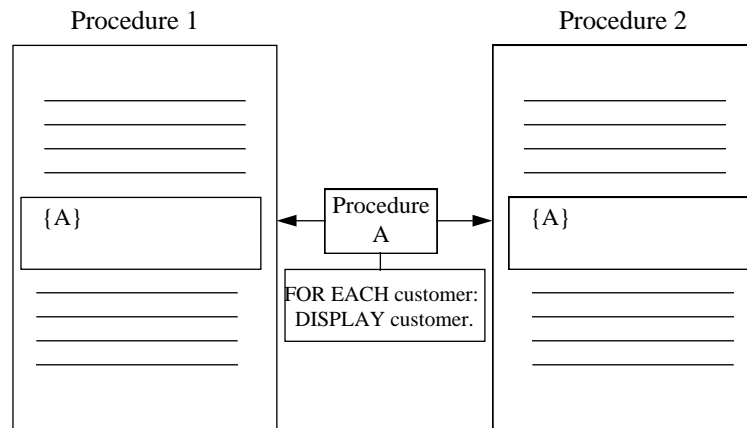 Procedure 1
Procedure 2
{A}
Procedure
A
{A}
FOR EACH customer:
DISPLAY customer.